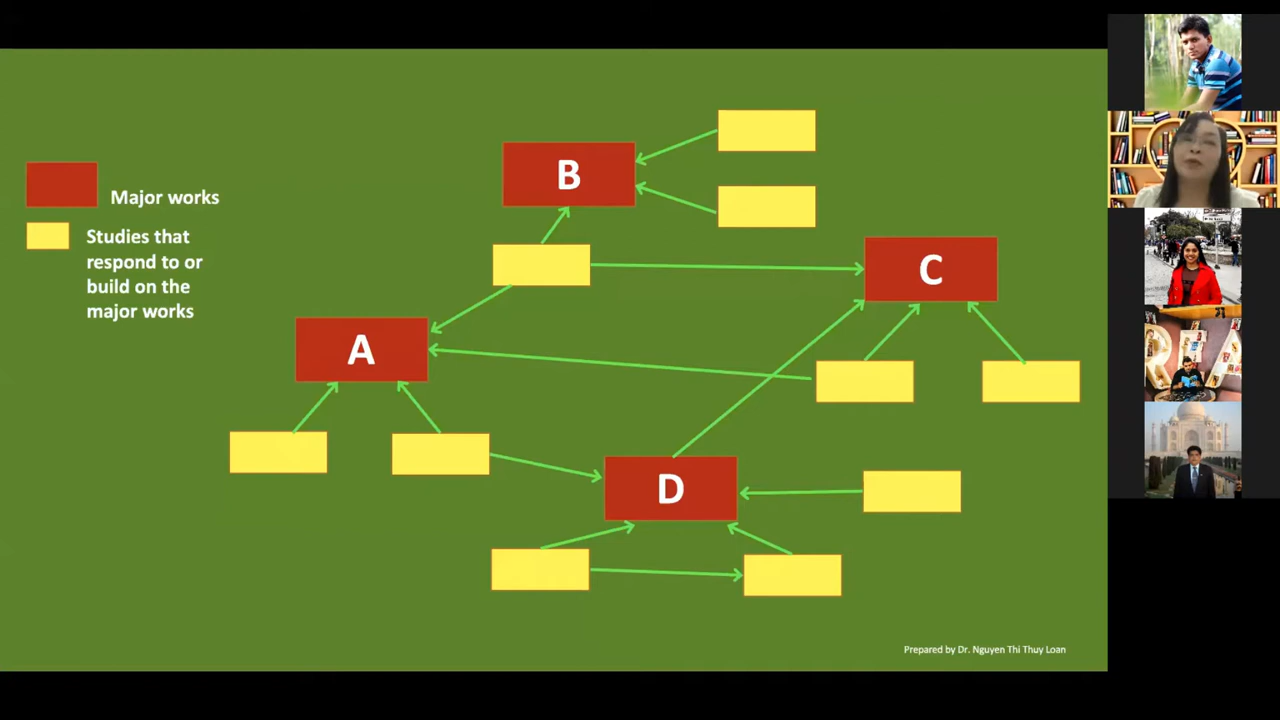 Major works
Studies that
respond to or
build on the
major works
B
C
A
D
Prepared by Dr. Nguyen Thi Thuy Loan